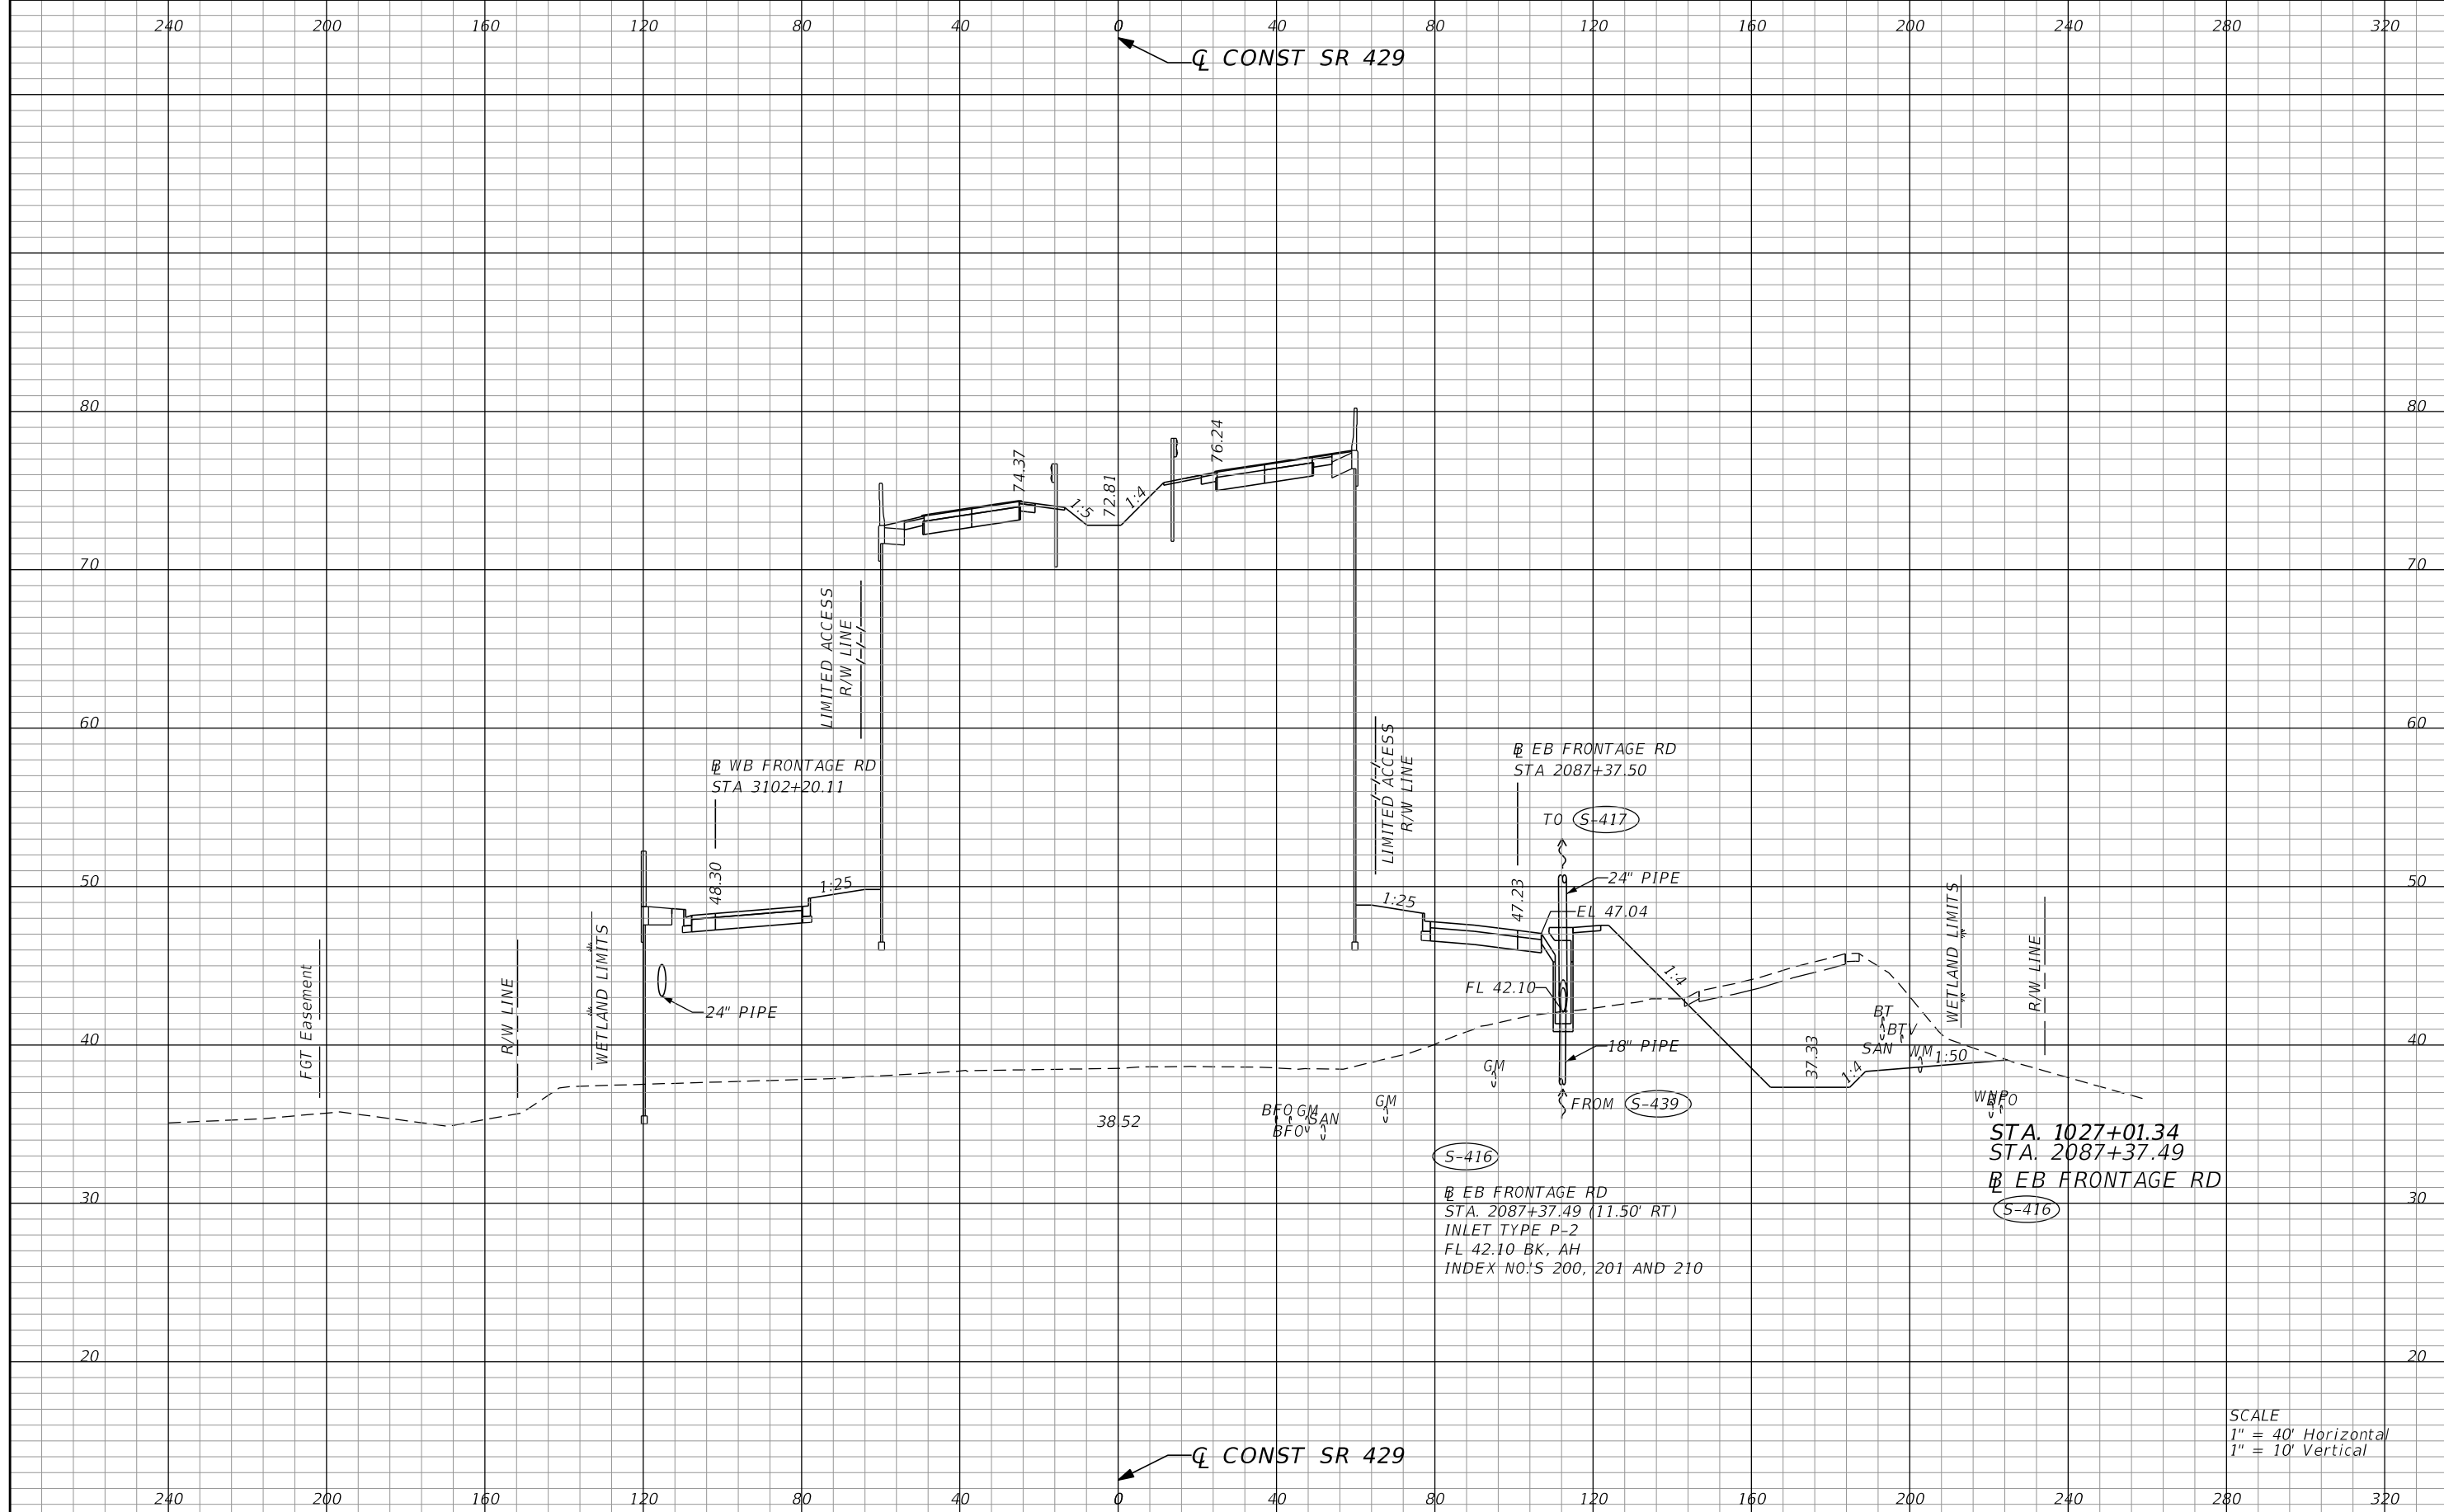 240 200 160 120 80 40 0 40 80 120 160 200 240 280 320
℄ CONST SR 429
80 80
74.37
72.81
76.24
1:5
1:4
70 70
LIMITED ACCESS
R/W LINE
60 60
LIMITED ACCESS
R/W LINE
BL WB FRONTAGE RD
STA 3102+20.11
BL EB FRONTAGE RD
STA 2087+37.50
TO S-417
50 50
48.30
1:25
1:25
47.23
24" PIPE
EL 47.04
FGT Easement
R/W LINE
WETLAND LIMITS
24" PIPE
FL 42.10
1:4
WETLAND LIMITS
R/W LINE
BT
BTV
SAN
WM
1:50
40 40
18" PIPE
37.33
1:4
GM
FROM S-439
38.52
BFO GM
SAN
BFO
GM
WNP
BFO
S-416
BL EB FRONTAGE RD
STA. 2087+37.49 (11.50' RT)
INLET TYPE P-2
FL 42.10 BK, AH
INDEX NO.'S 200, 201 AND 210
STA. 1027+01.34
STA. 2087+37.49
BL EB FRONTAGE RD
S-416
30 30
20 20
SCALE
1" = 40' Horizontal
1" = 10' Vertical
℄ CONST SR 429
240 200 160 120 80 40 0 40 80 120 160 200 240 280 320